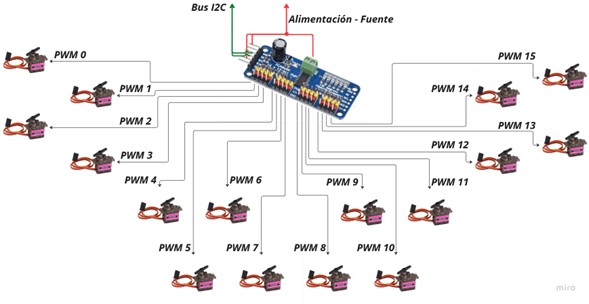 Bus I2C
Alimentación - Fuente
PWM 0
PWM 15
PWM 1
PWM 14
PWM 2
PWM 13
PWM 3
PWM 12
PWM 4
PWM 6
PWM 9
PWM 11
PWM 5
PWM 7
PWM 8
PWM 10
miro